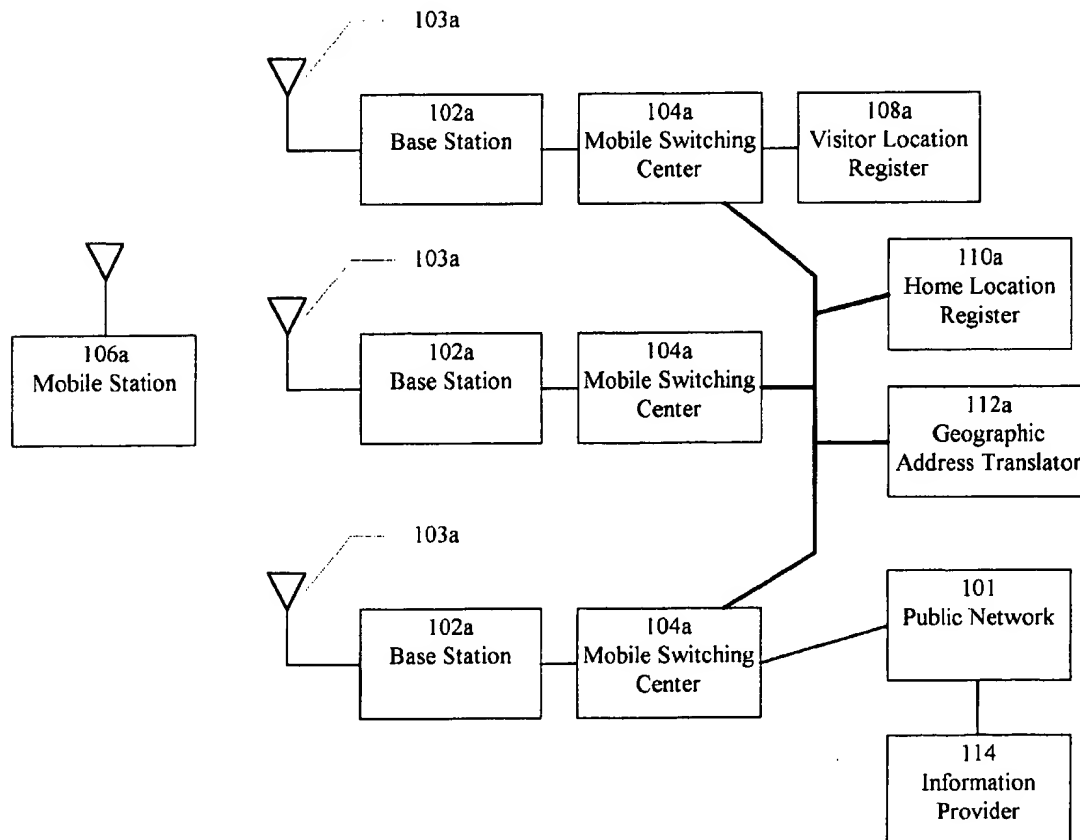 103a
102a
Base Station
104a
Mobile Switching
Center
108a
Visitor Location
Register
103a
110a
Home Location
Register
106a
Mobile Station
102a
Base Station
104a
Mobile Switching
Center
112a
Geographic
Address Translator
103a
102a
Base Station
104a
Mobile Switching
Center
101
Public Network
114
Information
Provider